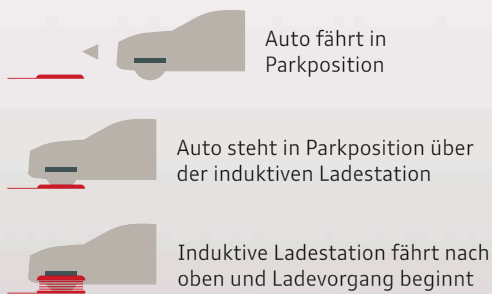 Auto fährt in
Parkposition
Auto steht in Parkposition über
der induktiven Ladestation
Induktive Ladestation fährt nach
oben und Ladevorgang beginnt